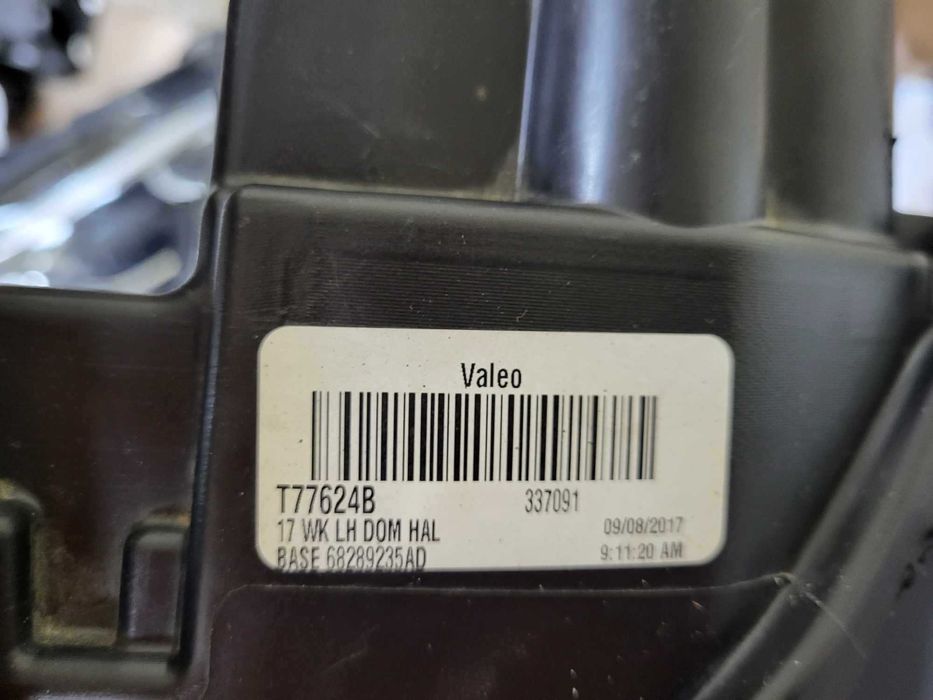 Valeo
T77624B 337091
17 WK LH DOM HAL 09/08/2017
BASE 68289235AD 9:11:20 AM